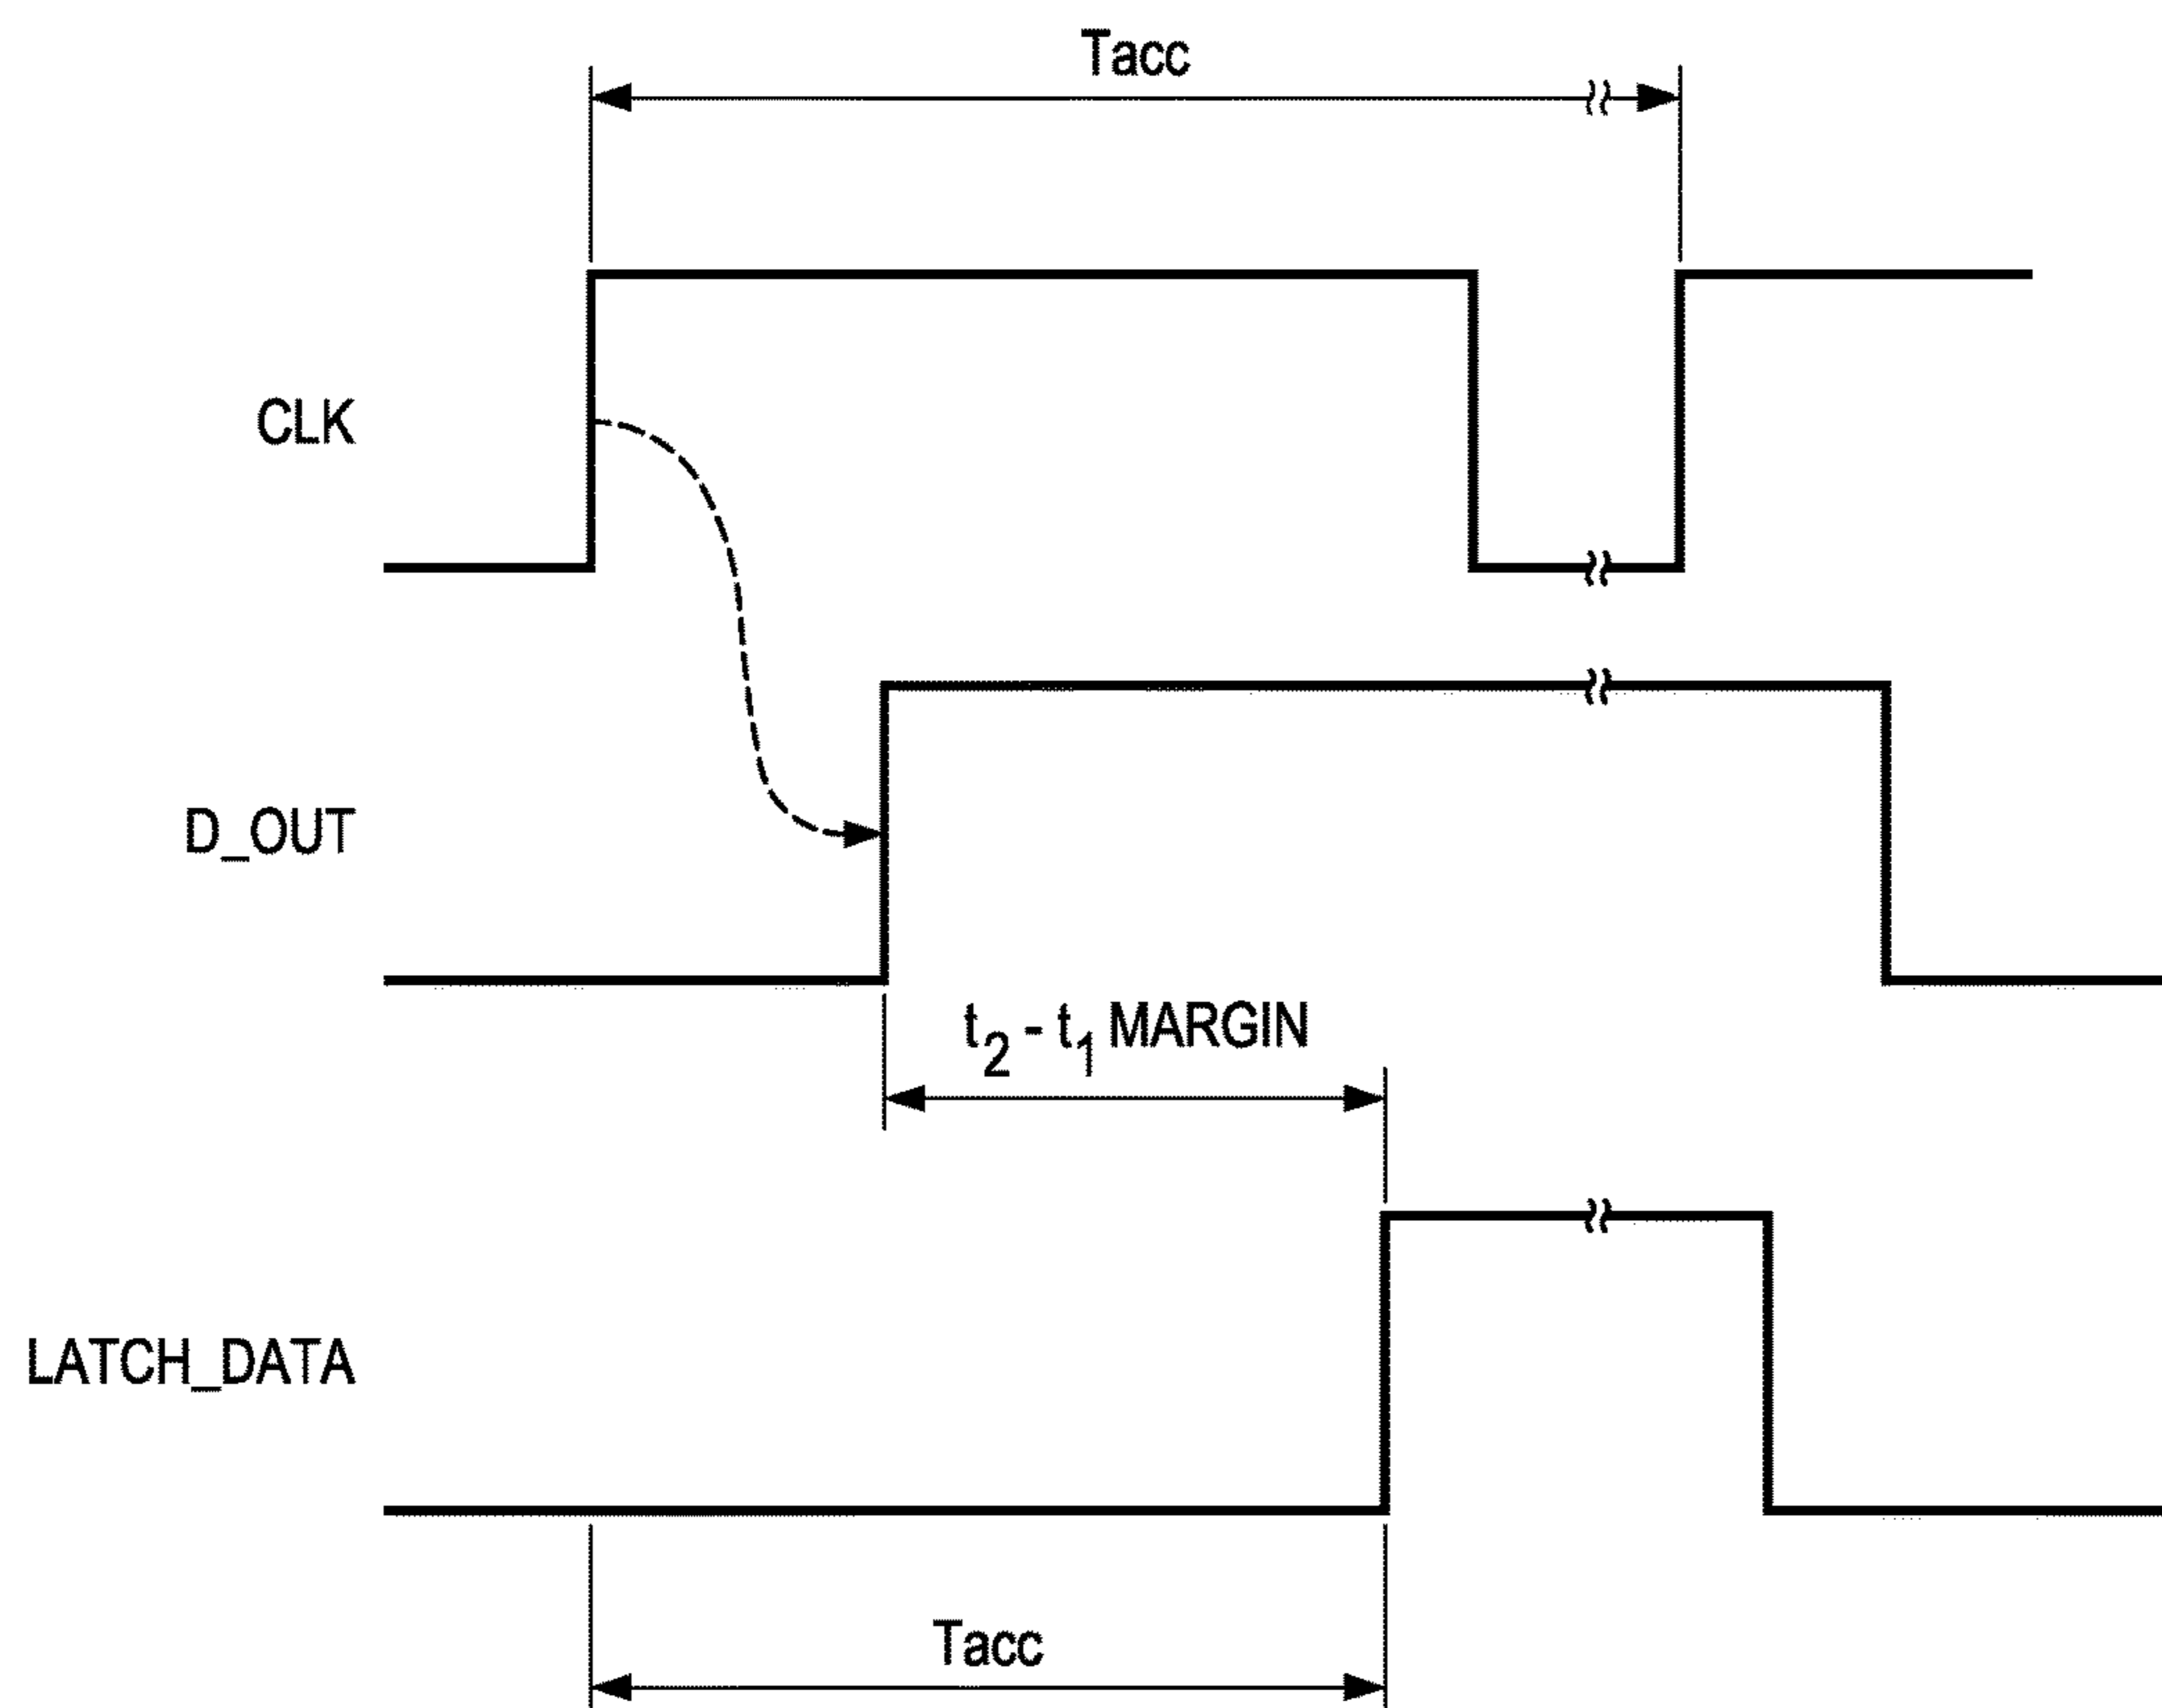 Tacc
CLK
D_OUT
t₂ - t₁ MARGIN
LATCH_DATA
Tacc